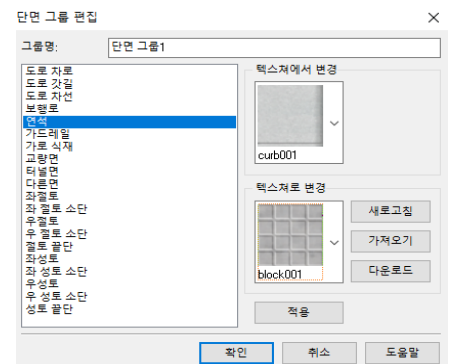 단면 그룹 편집
그룹명: 단면 그룹1
도로 차로
도로 갓길
도로 차선
보행로
연석
가드레일
가로 식재
교량면
터널면
다른면
좌절토
좌 절토 소단
우절토
우 절토 소단
절토 끝단
좌성토
좌 성토 소단
우성토
우 성토 소단
성토 끝단
텍스쳐에서 변경
curb001
텍스쳐로 변경
block001
새로고침
가져오기
다운로드
적용
확인 취소 도움말